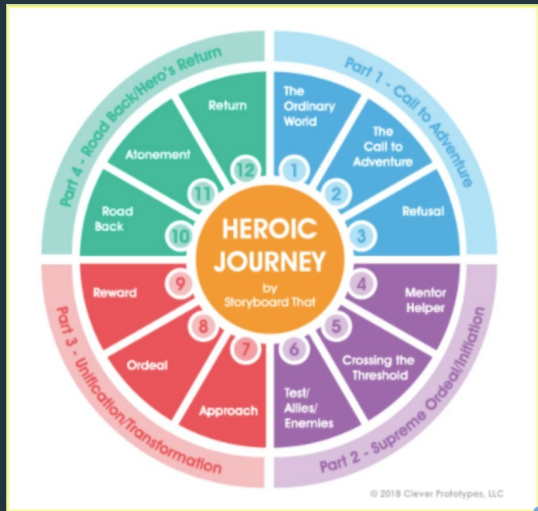 HEROIC
JOURNEY
by
Storyboard That
Part 1 - Call to Adventure
1
The
Ordinary
World
2
The
Call to
Adventure
3
Refusal
Part 2 - Supreme Ordeal/Initiation
4
Mentor
Helper
5
Crossing the
Threshold
6
Test/
Allies/
Enemies
Part 3 - Unification/Transformation
7
Approach
8
Ordeal
9
Reward
Part 4 - Road Back/Hero's Return
10
Road
Back
11
Atonement
12
Return
© 2018 Clever Prototypes, LLC